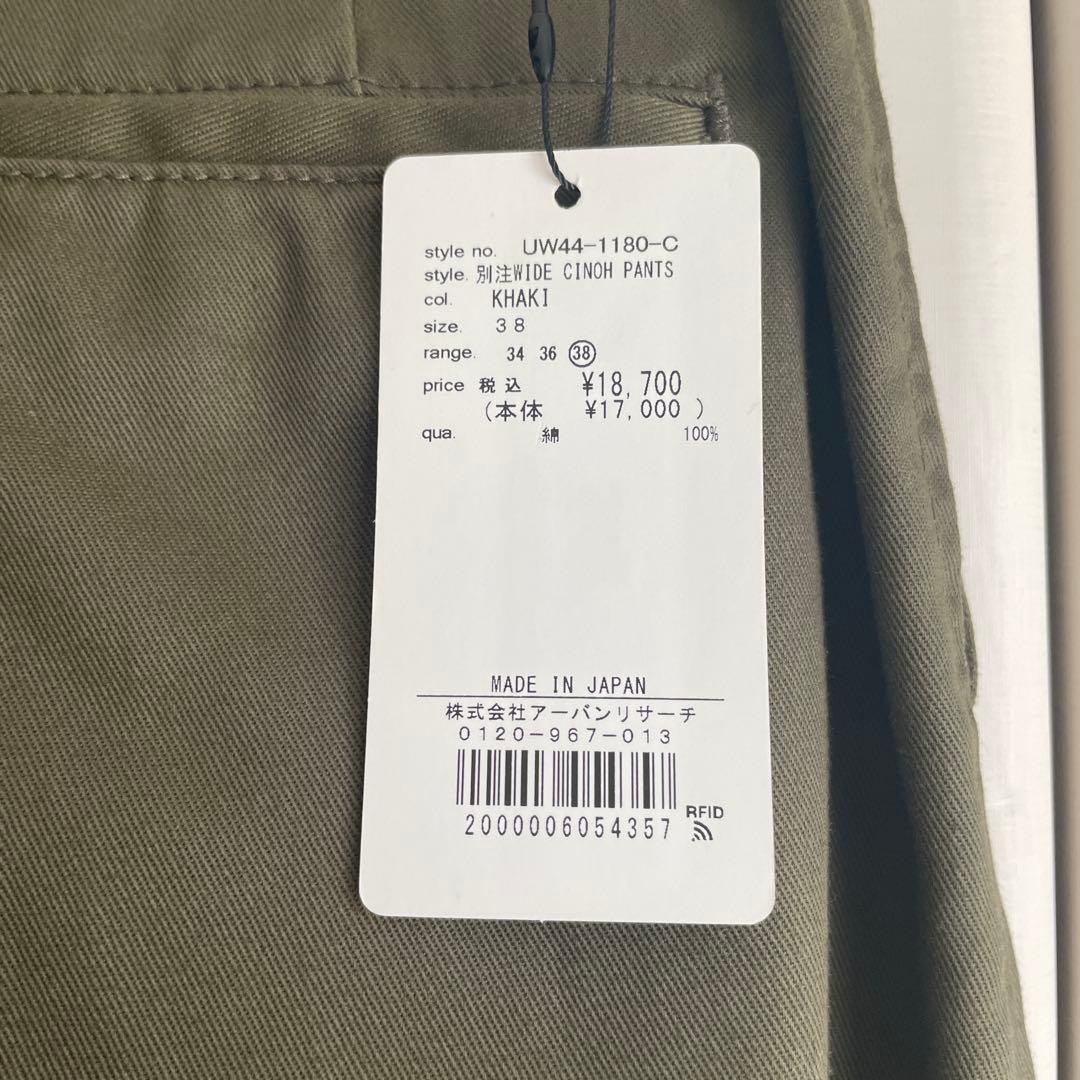 style no. UW44-1180-C
style. 別注WIDE CINOH PANTS
col. KHAKI
size. 38
range. 34 36 38
price 税込 ¥18,700
(本体 ¥17,000 )
qua. 綿 100%
MADE IN JAPAN
株式会社アーバンリサーチ
0120-967-013
2000006054357
RFID